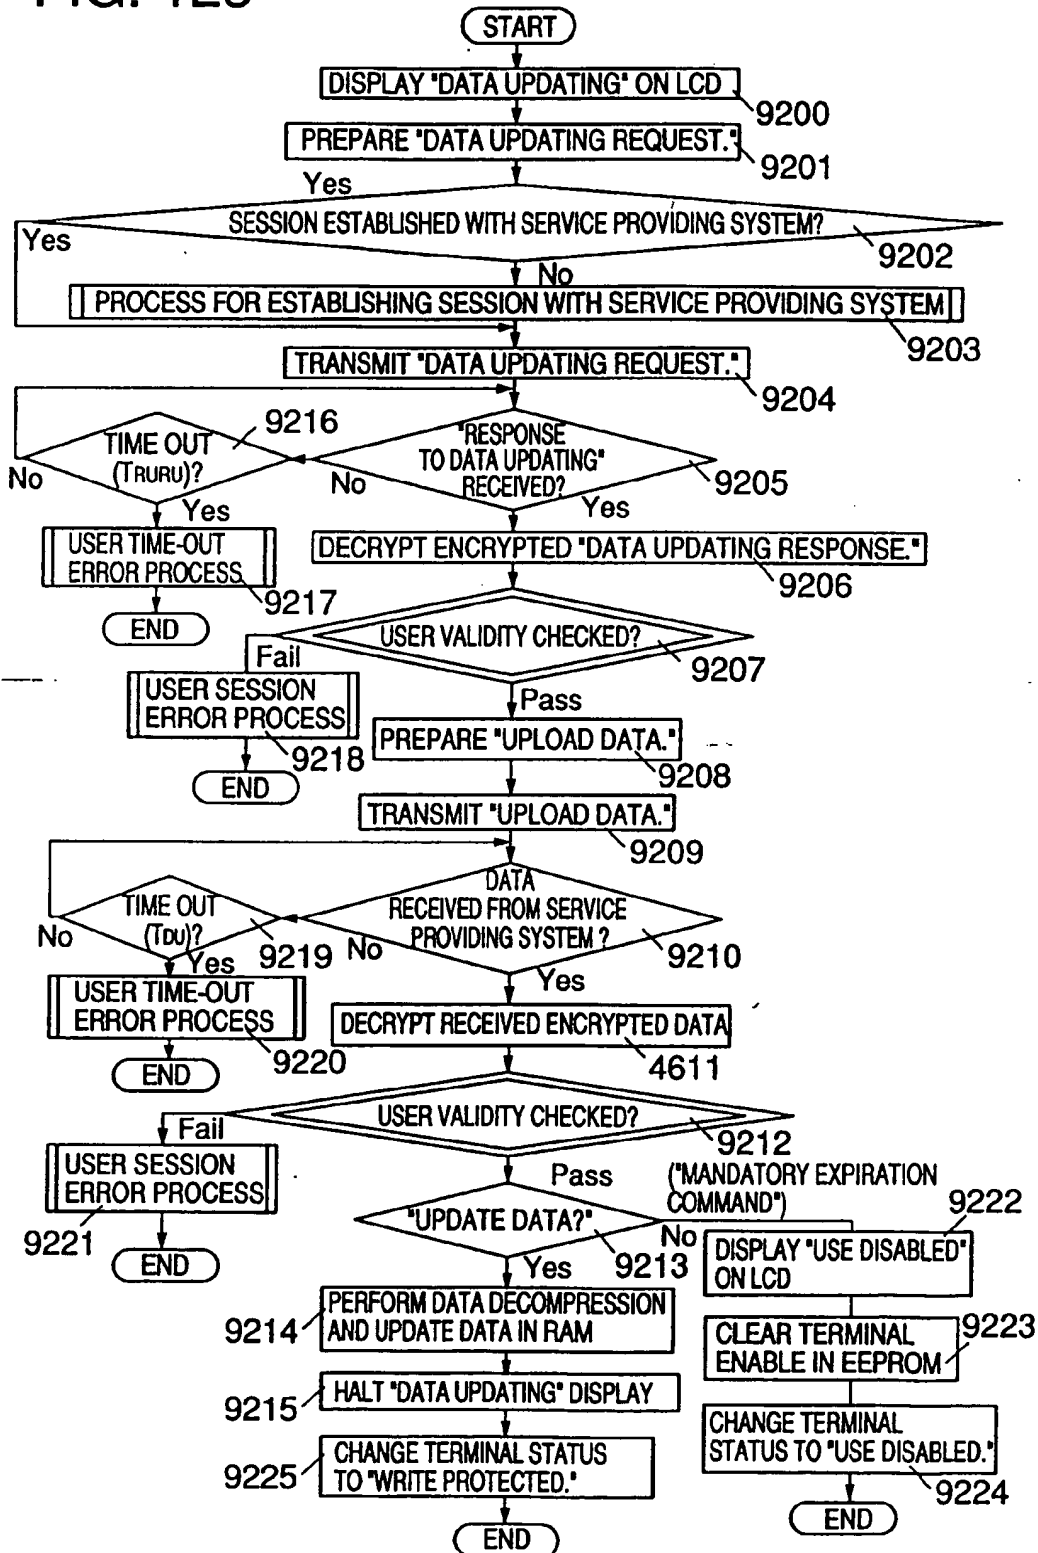 START
DISPLAY "DATA UPDATING" ON LCD
9200
PREPARE "DATA UPDATING REQUEST."
9201
Yes
SESSION ESTABLISHED WITH SERVICE PROVIDING SYSTEM?
9202
Yes
No
PROCESS FOR ESTABLISHING SESSION WITH SERVICE PROVIDING SYSTEM
9203
TRANSMIT "DATA UPDATING REQUEST."
9204
"RESPONSE
TO DATA UPDATING"
RECEIVED?
9205
No
Yes
TIME OUT
(TRURU)?
9216
No
Yes
USER TIME-OUT
ERROR PROCESS
9217
END
DECRYPT ENCRYPTED "DATA UPDATING RESPONSE."
9206
USER VALIDITY CHECKED?
9207
Fail
USER SESSION
ERROR PROCESS
9218
END
Pass
PREPARE "UPLOAD DATA."
9208
TRANSMIT "UPLOAD DATA."
9209
DATA
RECEIVED FROM SERVICE
PROVIDING SYSTEM ?
9210
No
Yes
TIME OUT
(TDU)?
9219
No
Yes
USER TIME-OUT
ERROR PROCESS
9220
END
DECRYPT RECEIVED ENCRYPTED DATA
4611
USER VALIDITY CHECKED?
9212
Fail
USER SESSION
ERROR PROCESS
9221
END
Pass
"UPDATE DATA?"
9213
No
("MANDATORY EXPIRATION
COMMAND")
Yes
PERFORM DATA DECOMPRESSION
AND UPDATE DATA IN RAM
9214
HALT "DATA UPDATING" DISPLAY
9215
CHANGE TERMINAL STATUS
TO "WRITE PROTECTED."
9225
END
DISPLAY "USE DISABLED"
ON LCD
9222
CLEAR TERMINAL
ENABLE IN EEPROM
9223
CHANGE TERMINAL
STATUS TO "USE DISABLED."
9224
END